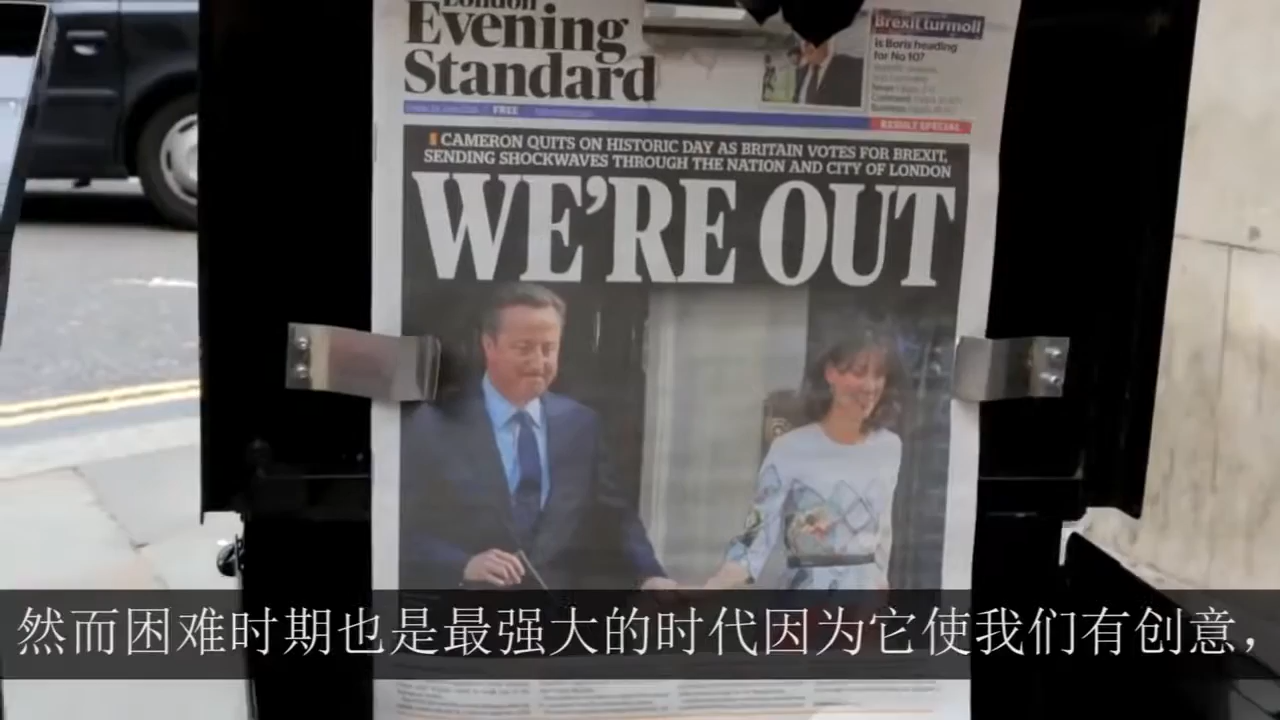 London
Evening
Standard
Brexit turmoil
Is Boris heading
for No 10?
FREE
RESULT SPECIAL
CAMERON QUITS ON HISTORIC DAY AS BRITAIN VOTES FOR BREXIT,
SENDING SHOCKWAVES THROUGH THE NATION AND CITY OF LONDON
WE'RE OUT
然而困难时期也是最强大的时代因为它使我们有创意，